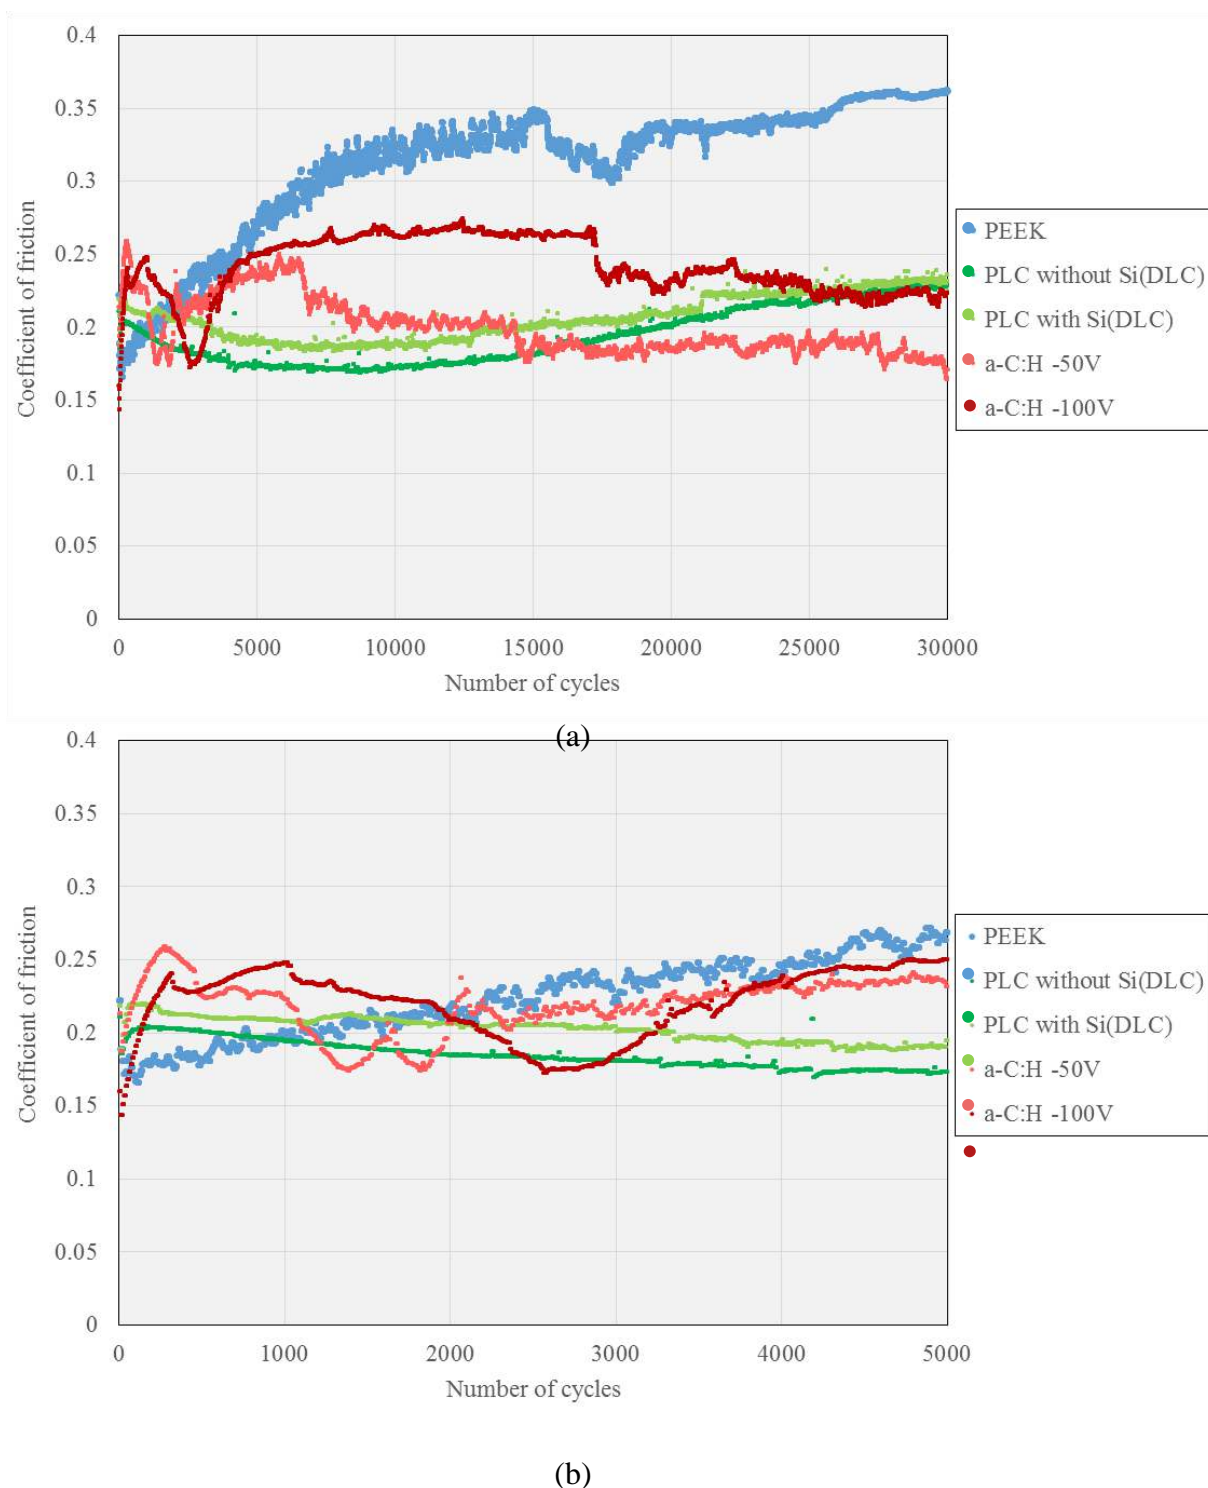 0.4
0.35
0.3
0.25
0.2
0.15
0.1
0.05
0
Coefficient of friction
0 5000 10000 15000 20000 25000 30000
Number of cycles
PEEK
PLC without Si(DLC)
PLC with Si(DLC)
a-C:H -50V
a-C:H -100V
(a)
0.4
0.35
0.3
0.25
0.2
0.15
0.1
0.05
0
Coefficient of friction
0 1000 2000 3000 4000 5000
Number of cycles
PEEK
PLC without Si(DLC)
PLC with Si(DLC)
a-C:H -50V
a-C:H -100V
(b)